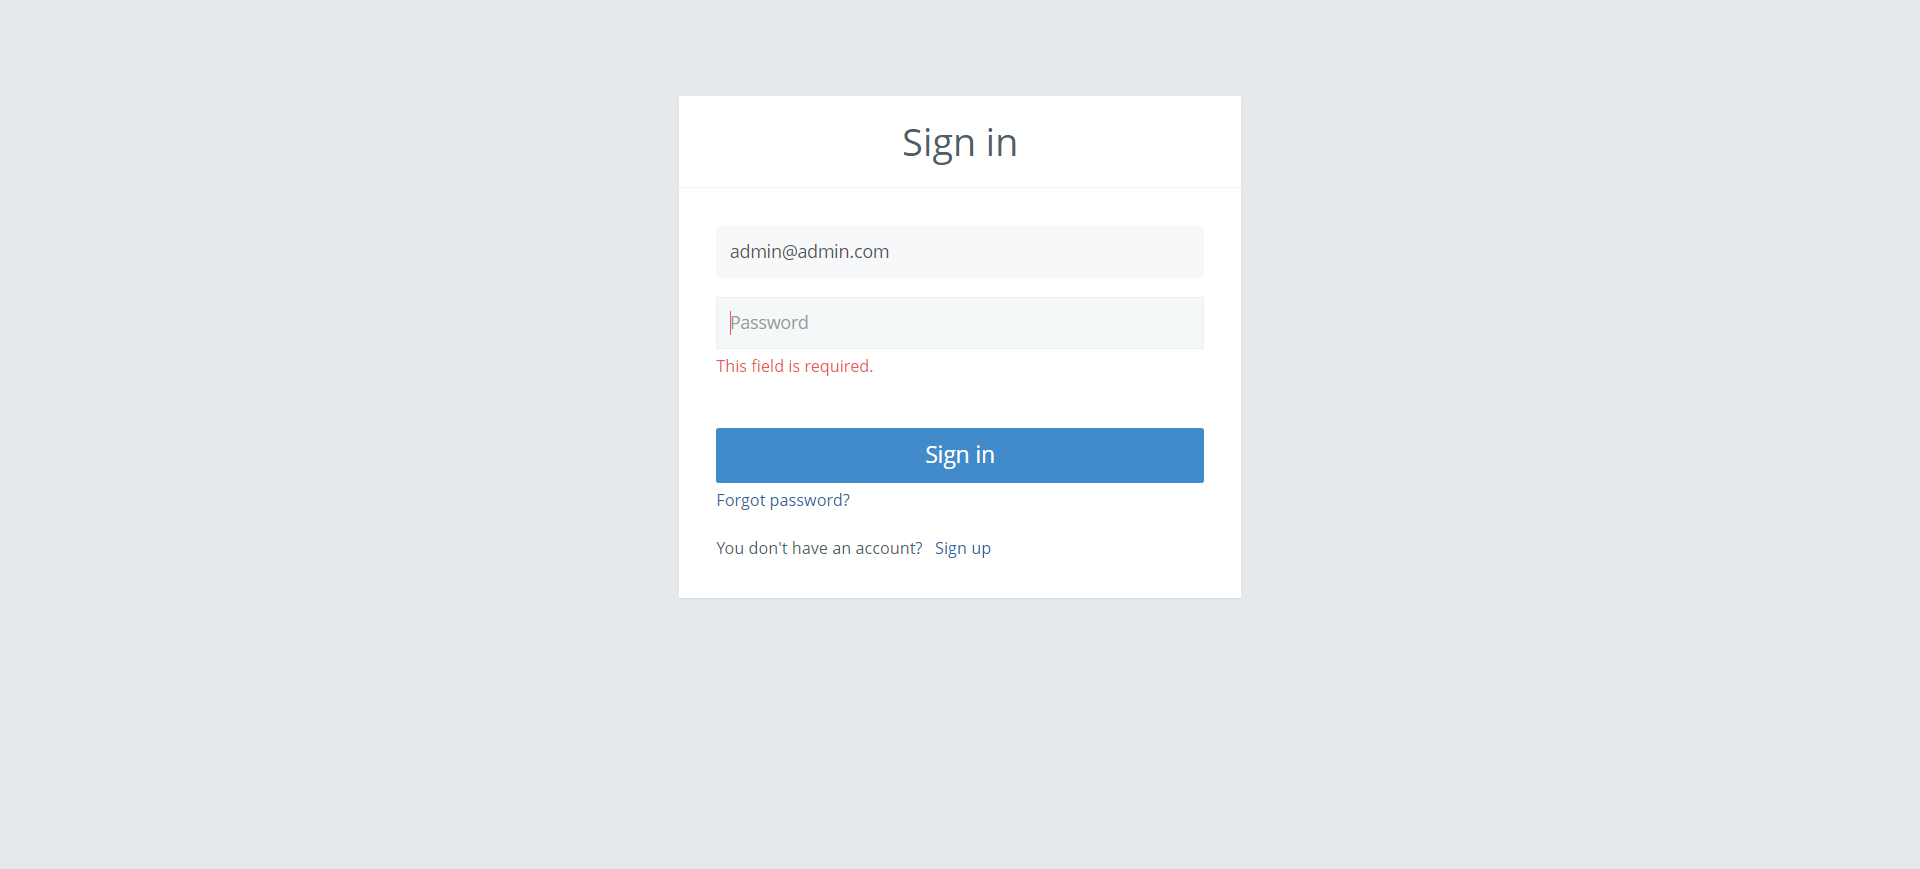 Sign in
admin@admin.com
Password
This field is required.
Sign in
Forgot password?
You don't have an account? Sign up